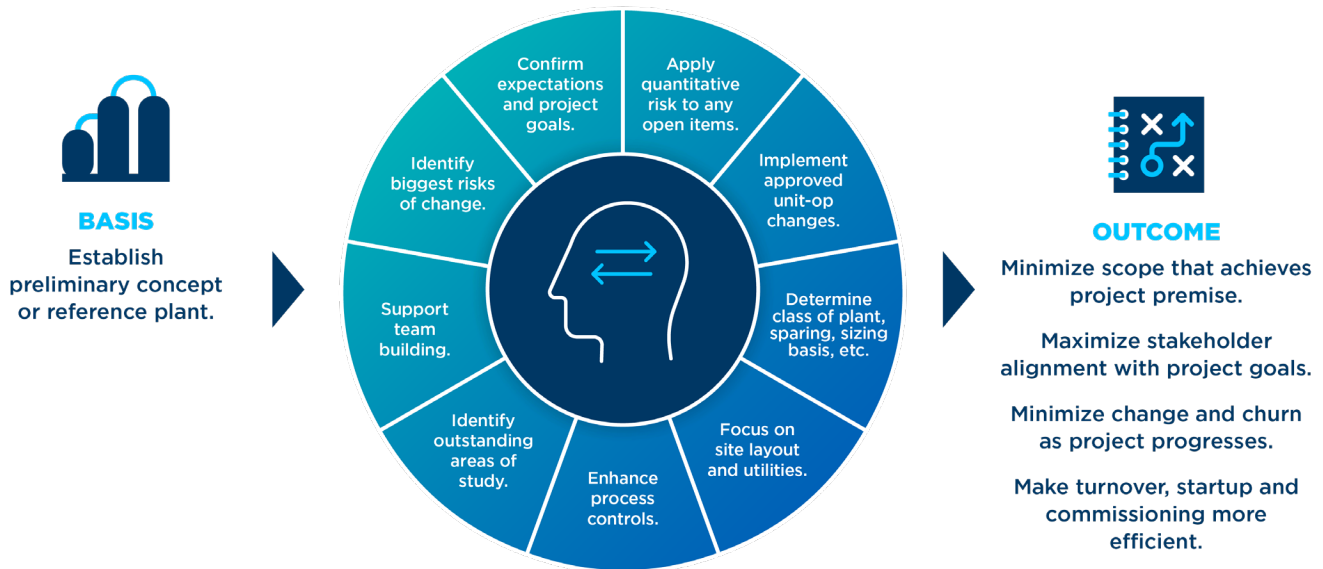 BASIS
Establish
preliminary concept
or reference plant.
Confirm
expectations
and project
goals.
Apply
quantitative
risk to any
open items.
Implement
approved
unit-op
changes.
Determine
class of plant,
sparing, sizing
basis, etc.
Focus on
site layout
and utilities.
Enhance
process
controls.
Identify
outstanding
areas of
study.
Support
team
building.
Identify
biggest risks
of change.
OUTCOME
Minimize scope that achieves
project premise.
Maximize stakeholder
alignment with project goals.
Minimize change and churn
as project progresses.
Make turnover, startup and
commissioning more
efficient.